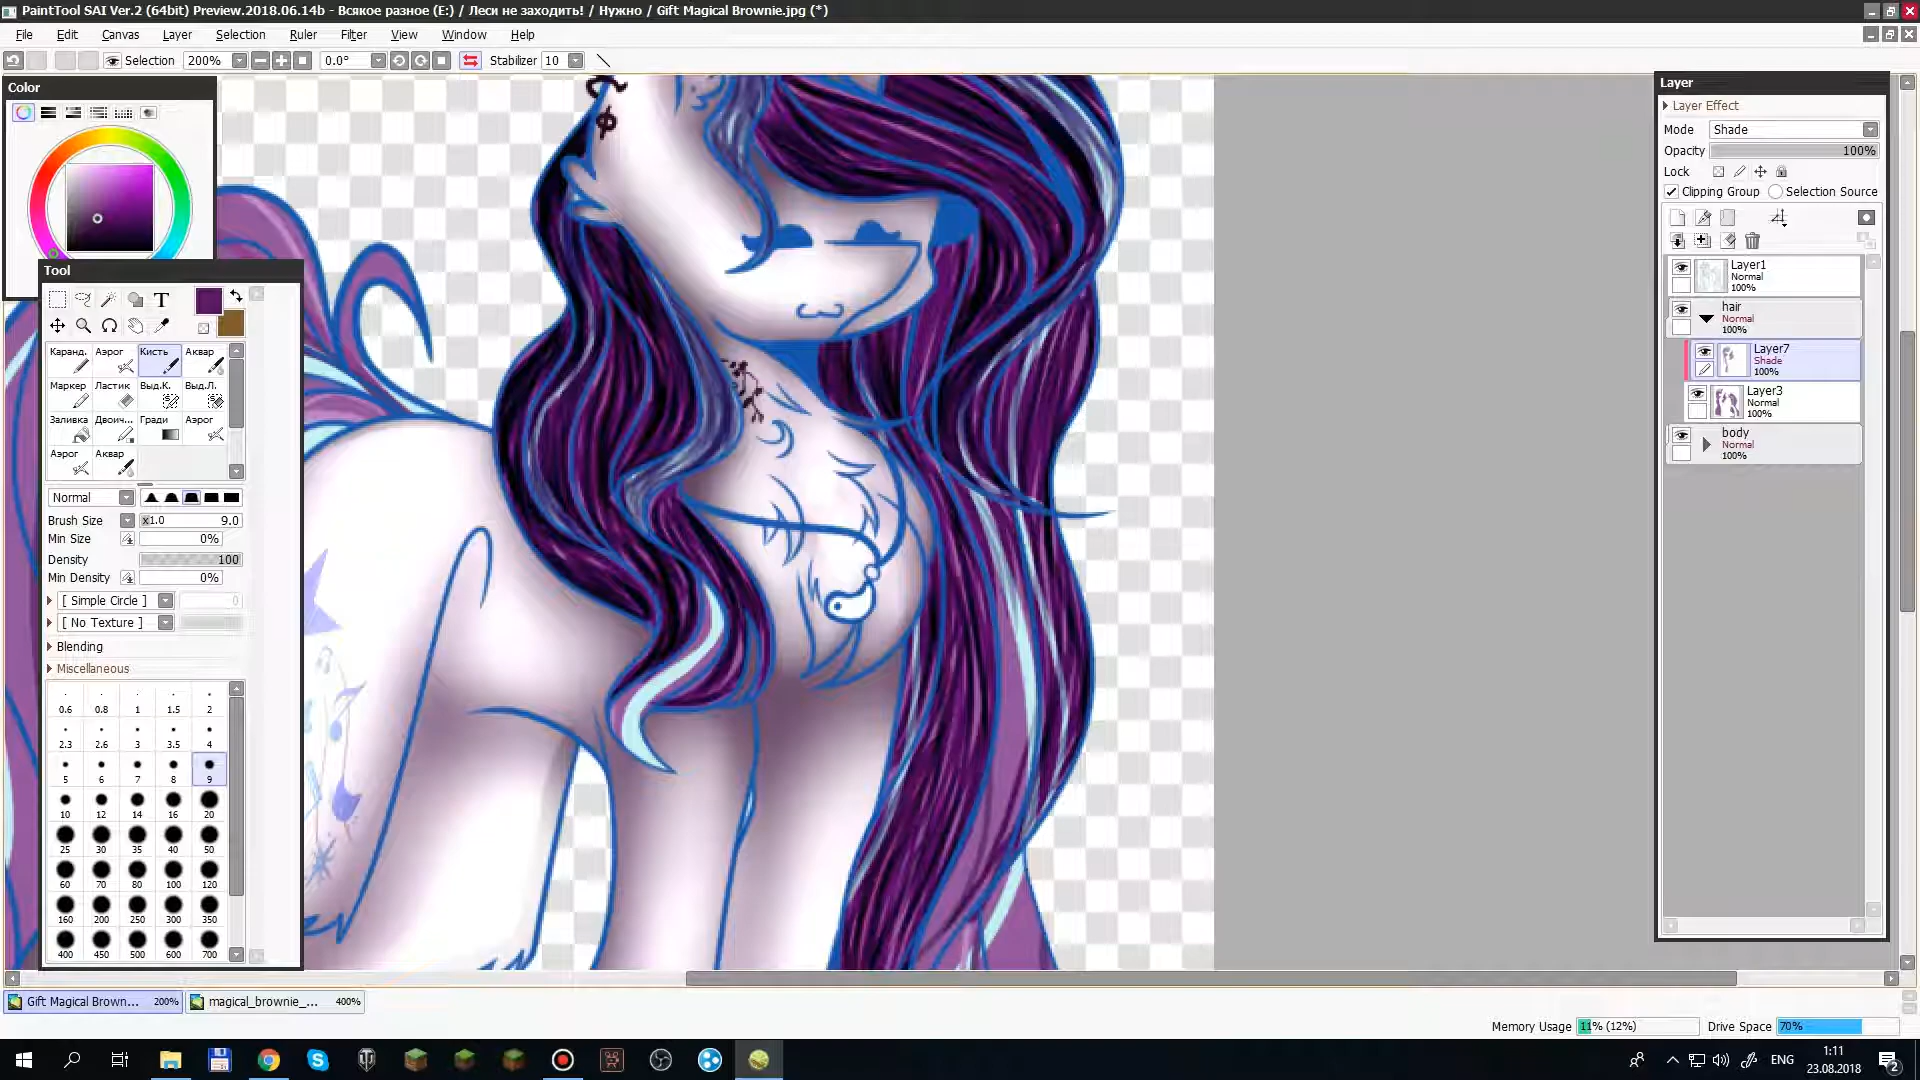 PaintTool SAI Ver.2 (64bit) Preview.2018.06.14b - Всякое разное (E:) / Леси не заходить! / Нужно / Gift Magical Brownie.jpg (*)
File Edit Canvas Layer Selection Ruler Filter View Window Help
Selection 200% 0.0° Stabilizer 10
Color
Tool
T
Каранд. Аэрог Кисть Аквар
Маркер Ластик Выд.К. Выд.Л.
Заливка Двоич... Гради Аэрог
Аэрог Аквар
Normal
Brush Size x1.0 9.0
Min Size 0%
Density 100
Min Density 0%
[ Simple Circle ] 0
[ No Texture ]
Blending
Miscellaneous
0.6 0.8 1 1.5 2
2.3 2.6 3 3.5 4
5 6 7 8 9
10 12 14 16 20
25 30 35 40 50
60 70 80 100 120
160 200 250 300 350
400 450 500 600 700
Layer
Layer Effect
Mode Shade
Opacity 100%
Lock
Clipping Group Selection Source
Layer1
Normal
100%
hair
Normal
100%
Layer7
Shade
100%
Layer3
Normal
100%
body
Normal
100%
Gift Magical Brown... 200% magical_brownie_... 400%
Memory Usage 11% (12%) Drive Space 70%
ENG
1:11
23.08.2018
2